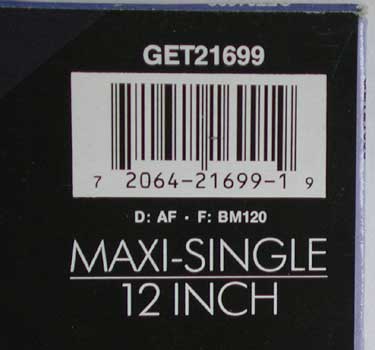 GET21699
7 2064-21699-1 9
D: AF · F: BM120
MAXI-SINGLE
12 INCH